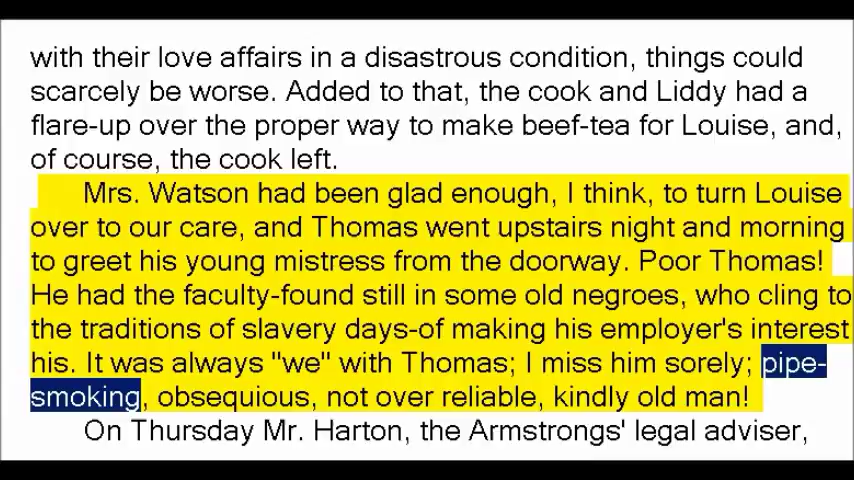 with their love affairs in a disastrous condition, things could
scarcely be worse. Added to that, the cook and Liddy had a
flare-up over the proper way to make beef-tea for Louise, and,
of course, the cook left.
Mrs. Watson had been glad enough, I think, to turn Louise
over to our care, and Thomas went upstairs night and morning
to greet his young mistress from the doorway. Poor Thomas!
He had the faculty-found still in some old negroes, who cling to
the traditions of slavery days-of making his employer's interest
his. It was always "we" with Thomas; I miss him sorely; pipe-
smoking, obsequious, not over reliable, kindly old man!
On Thursday Mr. Harton, the Armstrongs' legal adviser,